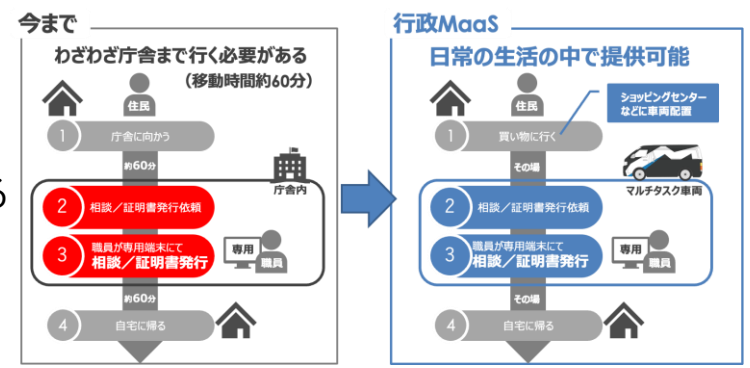 今まで
わざわざ庁舎まで行く必要がある
(移動時間約60分)
住民
1 庁舎に向かう
約60分
庁舎内
2 相談／証明書発行依頼
3 職員が専用端末にて
相談／証明書発行
専用
職員
約60分
4 自宅に帰る
る
行政MaaS
日常の生活の中で提供可能
住民
ショッピングセンター
などに車両配置
1 買い物に行く
その場
マルチタスク車両
2 相談／証明書発行依頼
3 職員が専用端末にて
相談／証明書発行
専用
職員
その場
4 自宅に帰る